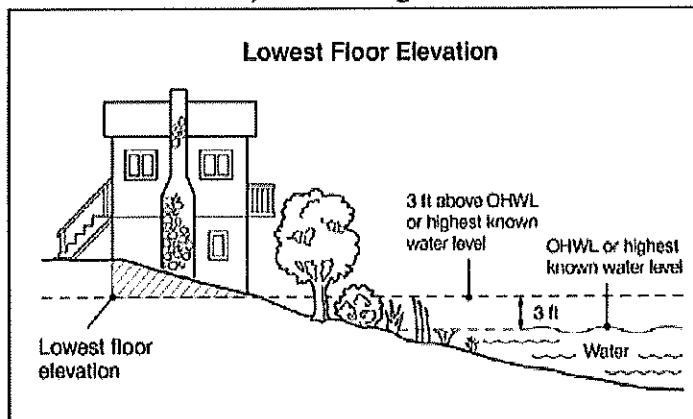 Lowest Floor Elevation
3 ft above OHWL
or highest known
water level
OHWL or highest
known water level
3 ft
Water
Lowest floor
elevation